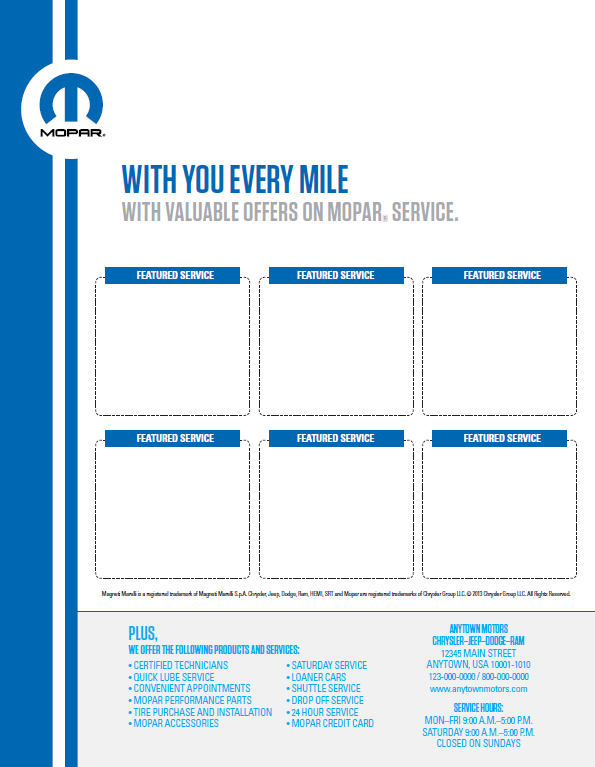 MOPAR®
WITH YOU EVERY MILE
WITH VALUABLE OFFERS ON MOPAR® SERVICE.
FEATURED SERVICE
FEATURED SERVICE
FEATURED SERVICE
FEATURED SERVICE
FEATURED SERVICE
FEATURED SERVICE
Magneti Marelli is a registered trademark of Magneti Marelli S.p.A. Chrysler, Jeep, Dodge, Ram, HEMI, SRT and Mopar are registered trademarks of Chrysler Group LLC. © 2013 Chrysler Group LLC. All Rights Reserved.
PLUS,
WE OFFER THE FOLLOWING PRODUCTS AND SERVICES:
• CERTIFIED TECHNICIANS
• QUICK LUBE SERVICE
• CONVENIENT APPOINTMENTS
• MOPAR PERFORMANCE PARTS
• TIRE PURCHASE AND INSTALLATION
• MOPAR ACCESSORIES
• SATURDAY SERVICE
• LOANER CARS
• SHUTTLE SERVICE
• DROP OFF SERVICE
• 24 HOUR SERVICE
• MOPAR CREDIT CARD
ANYTOWN MOTORS
CHRYSLER–JEEP–DODGE–RAM
12345 MAIN STREET
ANYTOWN, USA 10001-1010
123-000-0000 / 800-000-0000
www.anytownmotors.com
SERVICE HOURS:
MON–FRI 9:00 A.M.–5:00 P.M.
SATURDAY 9:00 A.M.–5:00 P.M.
CLOSED ON SUNDAYS